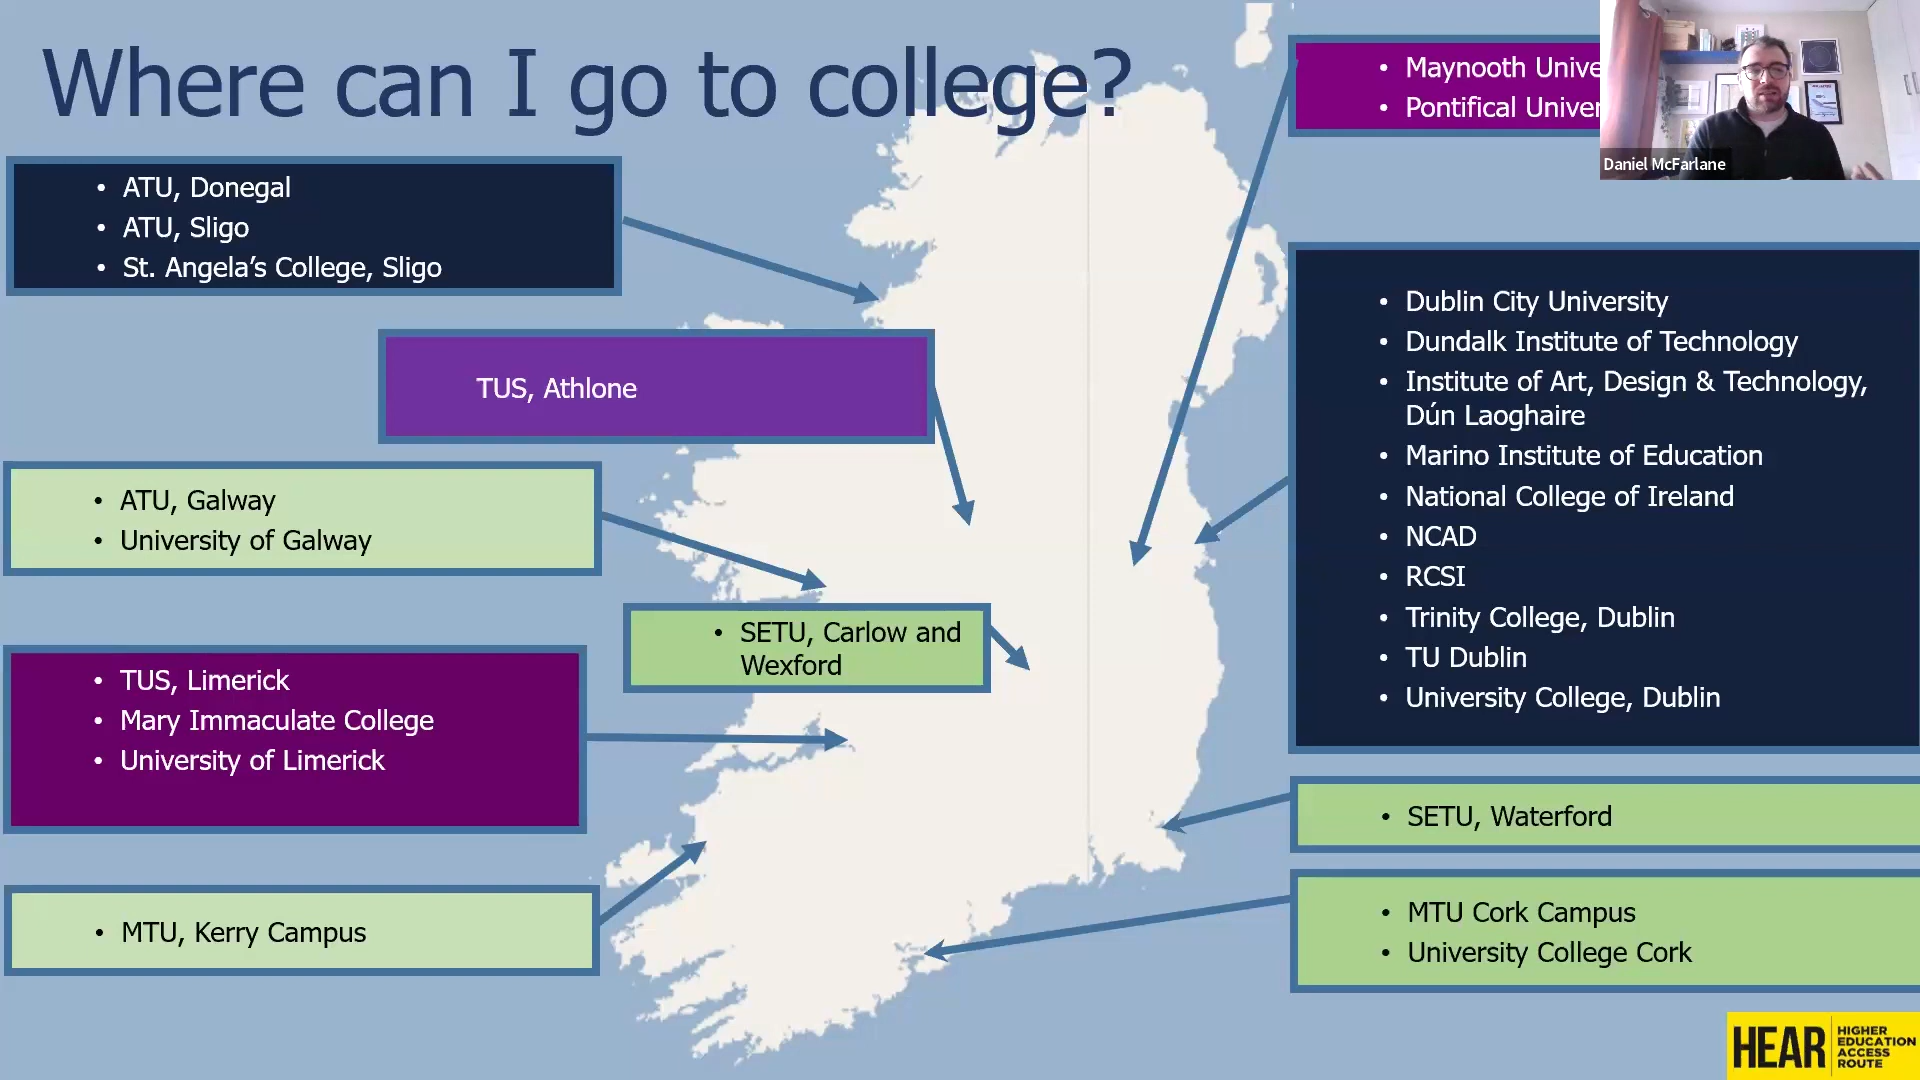 Where can I go to college?
• Maynooth Unive
• Pontifical Univer
Daniel McFarlane
• ATU, Donegal
• ATU, Sligo
• St. Angela’s College, Sligo
TUS, Athlone
• ATU, Galway
• University of Galway
• SETU, Carlow and
Wexford
• TUS, Limerick
• Mary Immaculate College
• University of Limerick
• MTU, Kerry Campus
• Dublin City University
• Dundalk Institute of Technology
• Institute of Art, Design & Technology,
Dún Laoghaire
• Marino Institute of Education
• National College of Ireland
• NCAD
• RCSI
• Trinity College, Dublin
• TU Dublin
• University College, Dublin
• SETU, Waterford
• MTU Cork Campus
• University College Cork
HEAR
HIGHER
EDUCATION
ACCESS
ROUTE